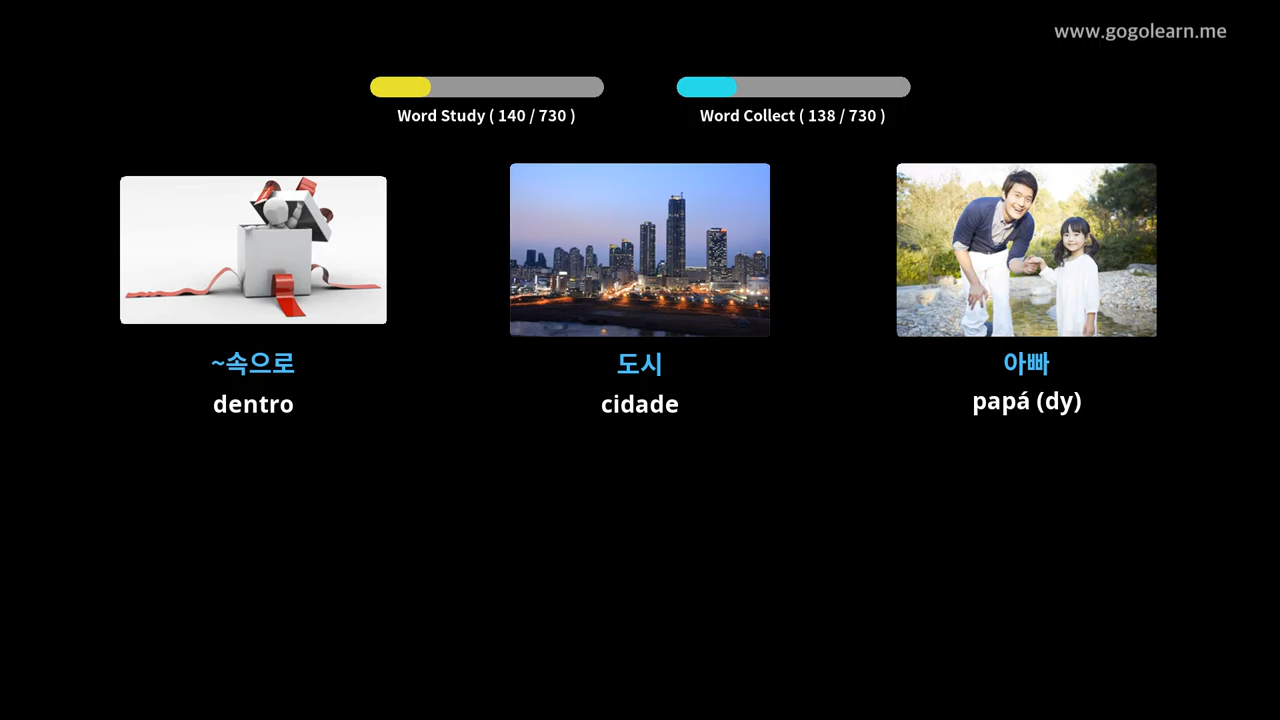 www.gogolearn.me
Word Study ( 140 / 730 )
Word Collect ( 138 / 730 )
~속으로
dentro
도시
cidade
아빠
papá (dy)